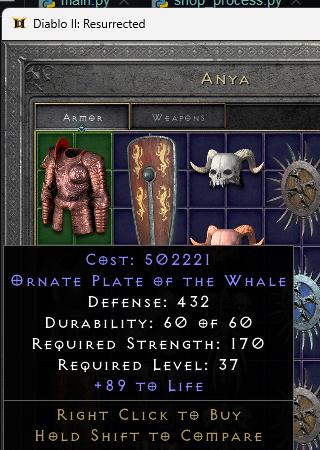 main.py
shop_process.py
Diablo II: Resurrected
Anya
Armor
Weapons
Cost: 502221
Ornate Plate of the Whale
Defense: 432
Durability: 60 of 60
Required Strength: 170
Required Level: 37
+89 to Life
Right Click to Buy
Hold Shift to Compare